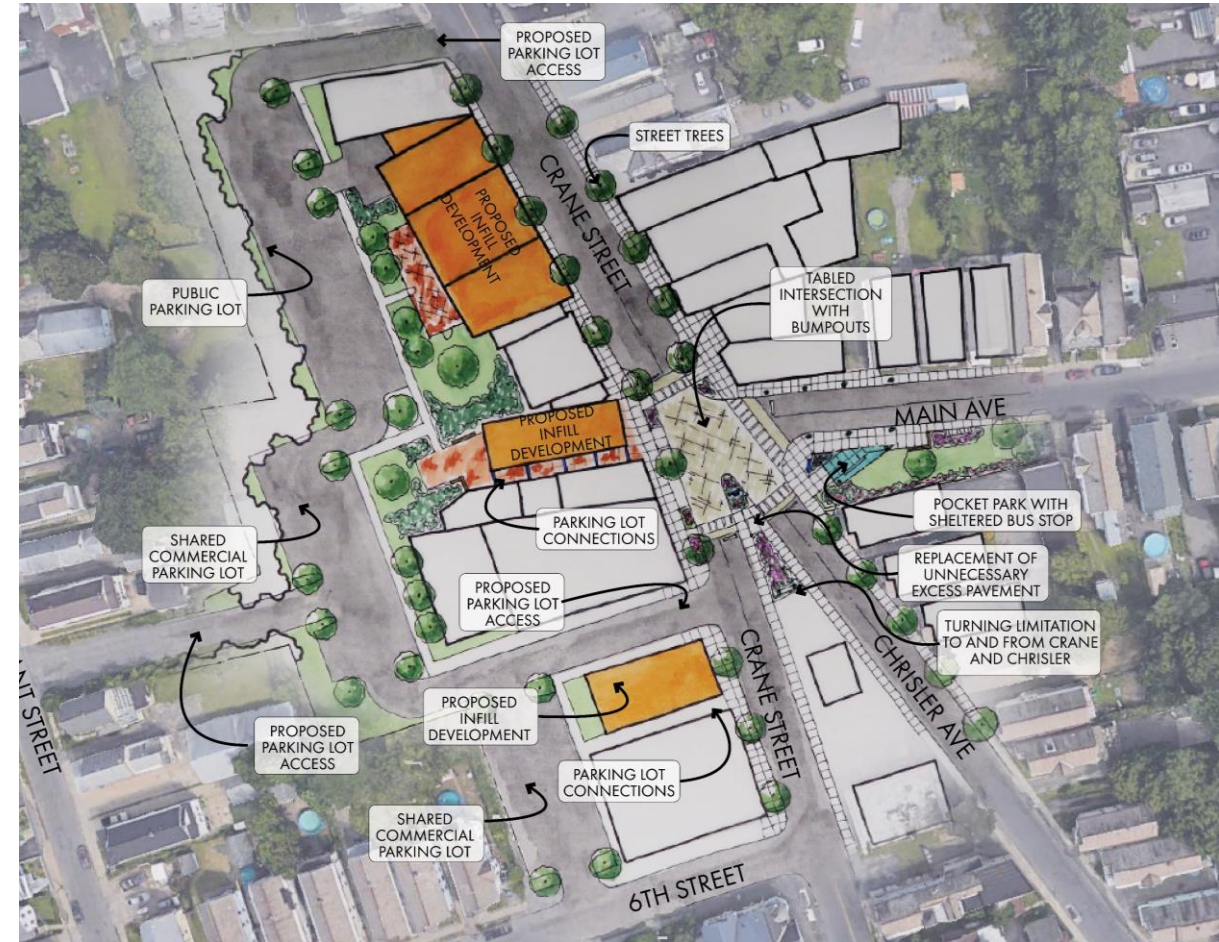 PROPOSED
PARKING LOT
ACCESS
STREET TREES
CRANE STREET
PROPOSED
INFILL
DEVELOPMENT
TABLED
INTERSECTION
WITH
BUMPOUTS
PUBLIC
PARKING LOT
MAIN AVE
PROPOSED
INFILL
DEVELOPMENT
POCKET PARK WITH
SHELTERED BUS STOP
PARKING LOT
CONNECTIONS
SHARED
COMMERCIAL
PARKING LOT
REPLACEMENT OF
UNNECESSARY
EXCESS PAVEMENT
PROPOSED
PARKING LOT
ACCESS
TURNING LIMITATION
TO AND FROM CRANE
AND CHRISLER
CRANE STREET
CHRISLER AVE
NT STREET
PROPOSED
INFILL
DEVELOPMENT
PROPOSED
PARKING LOT
ACCESS
PARKING LOT
CONNECTIONS
SHARED
COMMERCIAL
PARKING LOT
6TH STREET